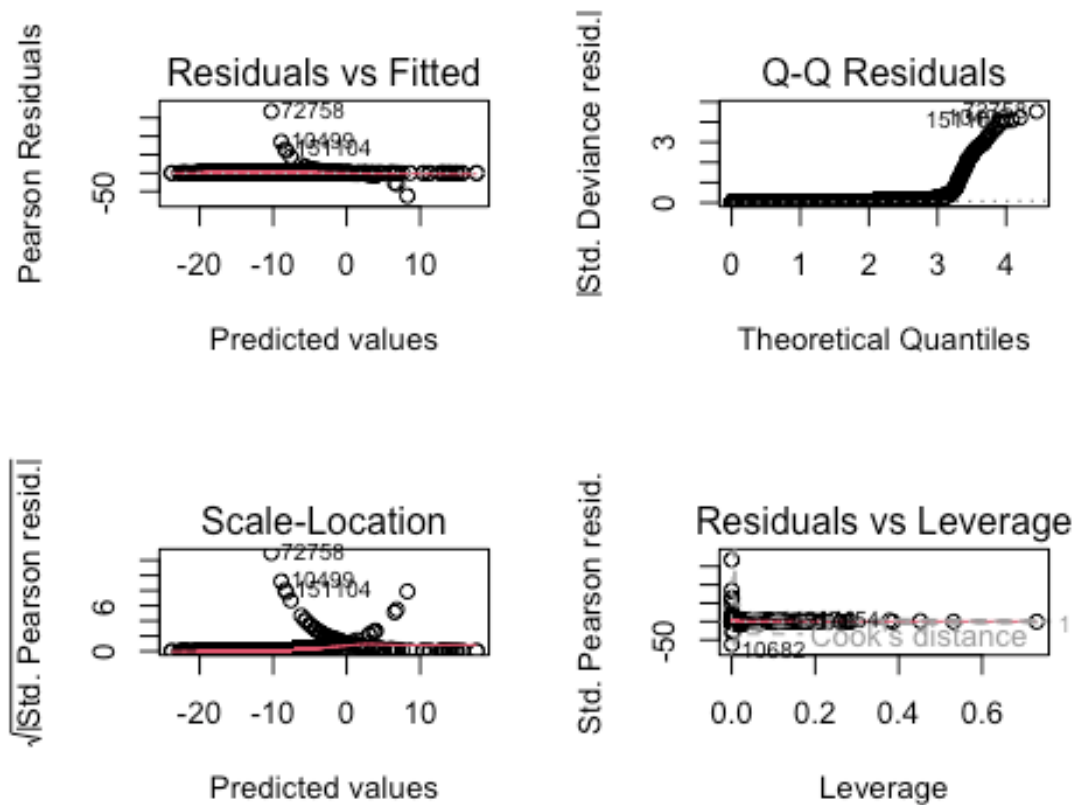 Residuals vs Fitted
Pearson Residuals
-50
72758
10499
151104
-20 -10 0 10
Predicted values
Q-Q Residuals
|Std. Deviance resid.|
0 3
72758
0 1 2 3 4
Theoretical Quantiles
Scale-Location
√|Std. Pearson resid.|
0 6
72758
10499
151104
-20 -10 0 10
Predicted values
Residuals vs Leverage
Std. Pearson resid.
-50
Cook's distance
1
10682
0.0 0.2 0.4 0.6
Leverage